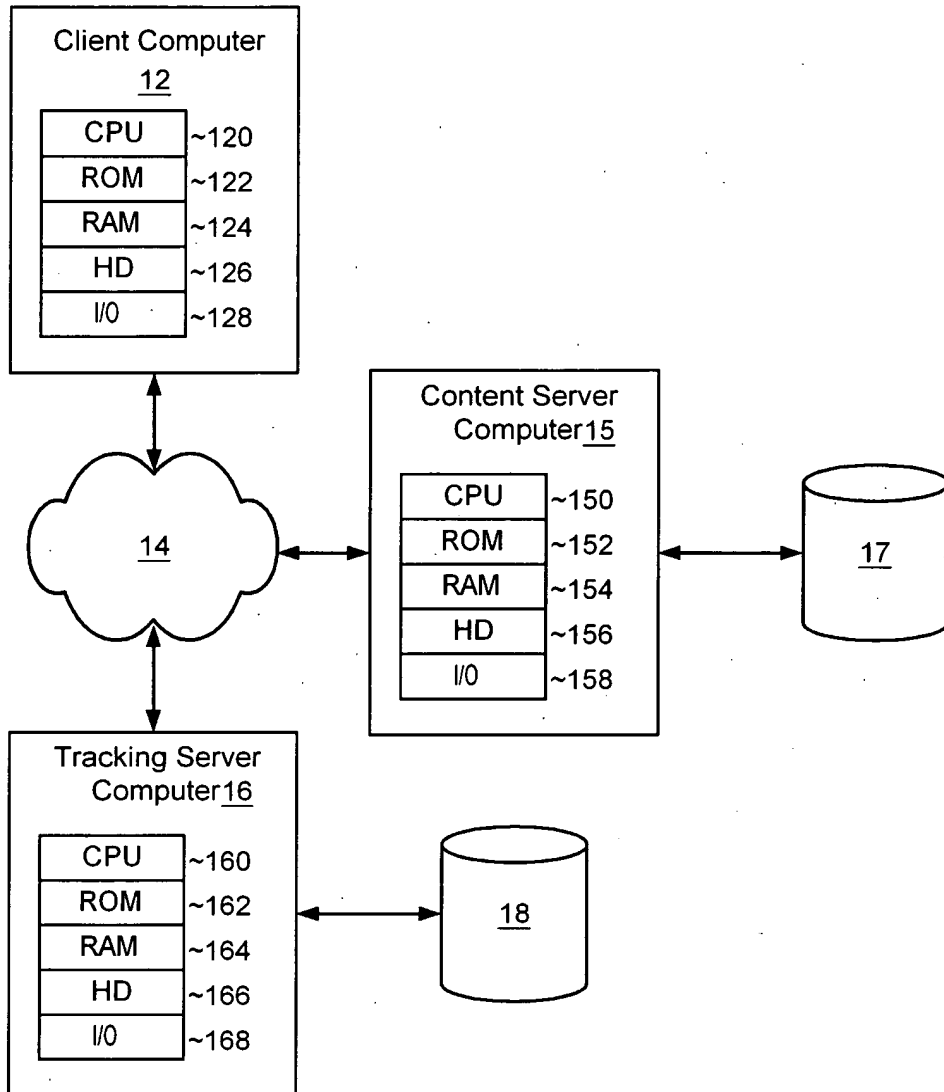 Client Computer
12
CPU ~120
ROM ~122
RAM ~124
HD ~126
I/O ~128
14
Content Server
Computer15
CPU ~150
ROM ~152
RAM ~154
HD ~156
I/O ~158
17
Tracking Server
Computer16
CPU ~160
ROM ~162
RAM ~164
HD ~166
I/O ~168
18